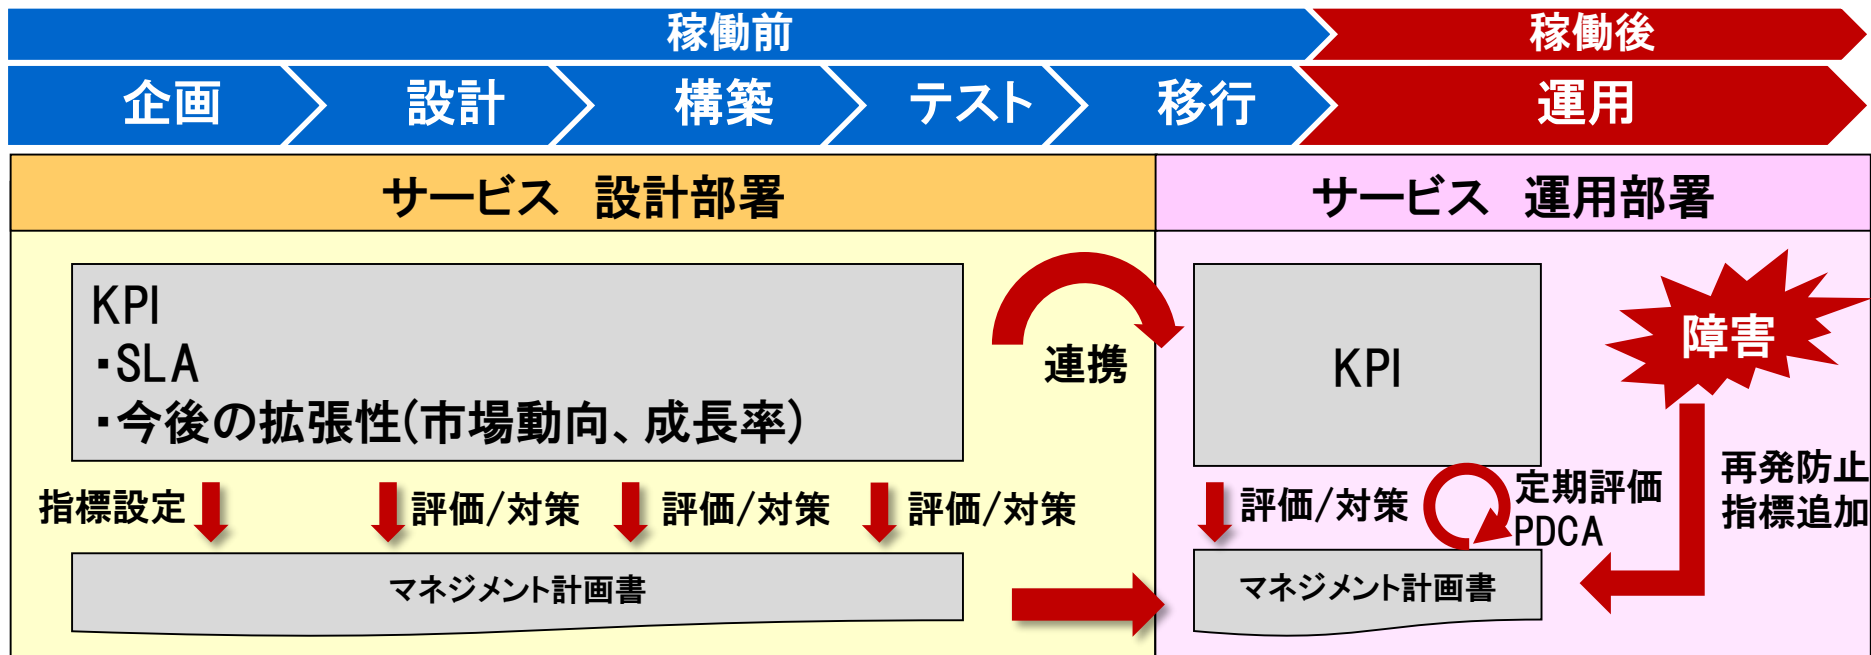 稼働前
稼働後
企画
設計
構築
テスト
移行
運用
サービス　設計部署
サービス　運用部署
KPI
・SLA
・今後の拡張性(市場動向、成長率)
連携
KPI
障害
指標設定
評価/対策
評価/対策
評価/対策
評価/対策
定期評価
PDCA
再発防止
指標追加
マネジメント計画書
マネジメント計画書